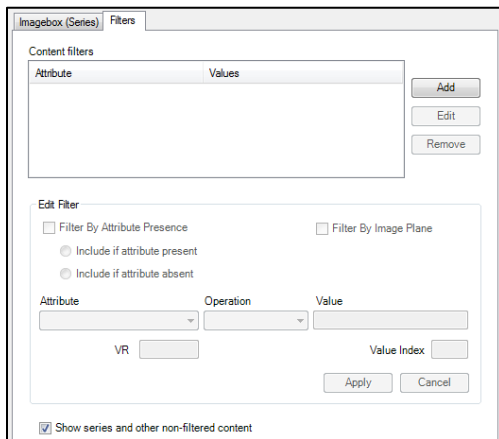 Imagebox (Series) Filters
Content filters
Attribute Values
Add
Edit
Remove
Edit Filter
Filter By Attribute Presence Filter By Image Plane
Include if attribute present
Include if attribute absent
Attribute Operation Value
VR Value Index
Apply Cancel
Show series and other non-filtered content